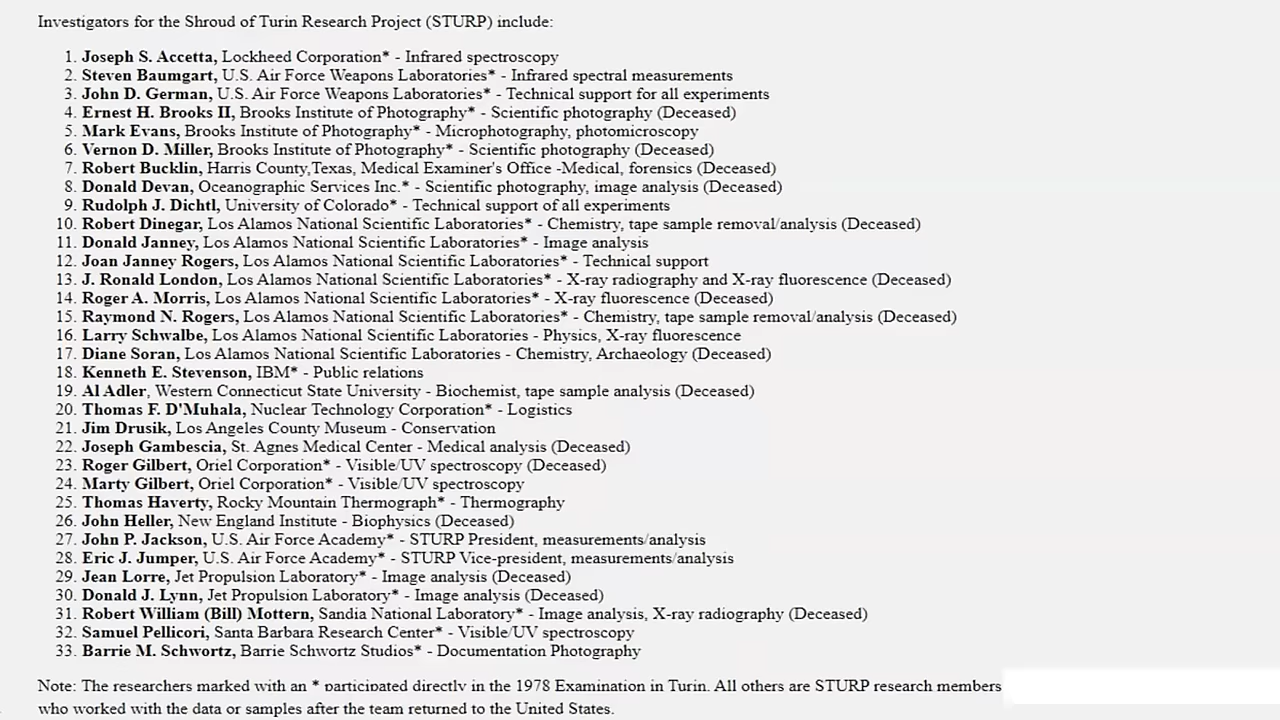 Investigators for the Shroud of Turin Research Project (STURP) include:
1. Joseph S. Accetta, Lockheed Corporation* - Infrared spectroscopy
2. Steven Baumgart, U.S. Air Force Weapons Laboratories* - Infrared spectral measurements
3. John D. German, U.S. Air Force Weapons Laboratories* - Technical support for all experiments
4. Ernest H. Brooks II, Brooks Institute of Photography* - Scientific photography (Deceased)
5. Mark Evans, Brooks Institute of Photography* - Microphotography, photomicroscopy
6. Vernon D. Miller, Brooks Institute of Photography* - Scientific photography (Deceased)
7. Robert Bucklin, Harris County,Texas, Medical Examiner's Office -Medical, forensics (Deceased)
8. Donald Devan, Oceanographic Services Inc.* - Scientific photography, image analysis (Deceased)
9. Rudolph J. Dichtl, University of Colorado* - Technical support of all experiments
10. Robert Dinegar, Los Alamos National Scientific Laboratories* - Chemistry, tape sample removal/analysis (Deceased)
11. Donald Janney, Los Alamos National Scientific Laboratories* - Image analysis
12. Joan Janney Rogers, Los Alamos National Scientific Laboratories* - Technical support
13. J. Ronald London, Los Alamos National Scientific Laboratories* - X-ray radiography and X-ray fluorescence (Deceased)
14. Roger A. Morris, Los Alamos National Scientific Laboratories* - X-ray fluorescence (Deceased)
15. Raymond N. Rogers, Los Alamos National Scientific Laboratories* - Chemistry, tape sample removal/analysis (Deceased)
16. Larry Schwalbe, Los Alamos National Scientific Laboratories - Physics, X-ray fluorescence
17. Diane Soran, Los Alamos National Scientific Laboratories - Chemistry, Archaeology (Deceased)
18. Kenneth E. Stevenson, IBM* - Public relations
19. Al Adler, Western Connecticut State University - Biochemist, tape sample analysis (Deceased)
20. Thomas F. D'Muhala, Nuclear Technology Corporation* - Logistics
21. Jim Drusik, Los Angeles County Museum - Conservation
22. Joseph Gambescia, St. Agnes Medical Center - Medical analysis (Deceased)
23. Roger Gilbert, Oriel Corporation* - Visible/UV spectroscopy (Deceased)
24. Marty Gilbert, Oriel Corporation* - Visible/UV spectroscopy
25. Thomas Haverty, Rocky Mountain Thermograph* - Thermography
26. John Heller, New England Institute - Biophysics (Deceased)
27. John P. Jackson, U.S. Air Force Academy* - STURP President, measurements/analysis
28. Eric J. Jumper, U.S. Air Force Academy* - STURP Vice-president, measurements/analysis
29. Jean Lorre, Jet Propulsion Laboratory* - Image analysis (Deceased)
30. Donald J. Lynn, Jet Propulsion Laboratory* - Image analysis (Deceased)
31. Robert William (Bill) Mottern, Sandia National Laboratory* - Image analysis, X-ray radiography (Deceased)
32. Samuel Pellicori, Santa Barbara Research Center* - Visible/UV spectroscopy
33. Barrie M. Schwortz, Barrie Schwortz Studios* - Documentation Photography
Note: The researchers marked with an * participated directly in the 1978 Examination in Turin. All others are STURP research members
who worked with the data or samples after the team returned to the United States.